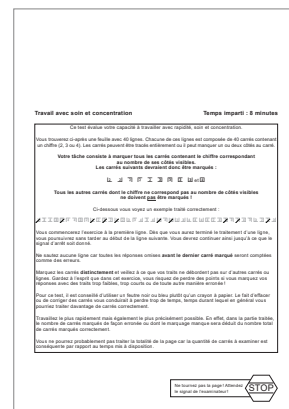 Travail avec soin et concentration Temps imparti : 8 minutes
Ce test évalue votre capacité à travailler avec rapidité, soin et concentration.
Vous trouverez ci-après une feuille avec 40 lignes. Chacune de ces lignes est composée de 40 carrés contenant
un chiffre (2, 3 ou 4). Les carrés peuvent être tracés entièrement ou il peut manquer un ou deux côtés au carré.
Votre tâche consiste à marquer tous les carrés contenant le chiffre correspondant
au nombre de ses côtés visibles.
Les carrés suivants devront donc être marqués :
Tous les autres carrés dont le chiffre ne correspond pas au nombre de côtés visibles
ne doivent pas être marqués !
Ci-dessous vous voyez un exemple traité correctement :
Vous commencerez l'exercice à la première ligne. Dès que vous aurez terminé le traitement d'une ligne,
vous poursuivrez sans tarder au début de la ligne suivante. Vous devrez continuer ainsi jusqu'à ce que le
signal d'arrêt soit donné.
Ne sautez aucune ligne car toutes les réponses omises avant le dernier carré marqué seront comptées
comme des erreurs.
Marquez les carrés distinctement et veillez à ce que vos traits ne débordent pas sur d'autres carrés ou
lignes. Gardez à l'esprit que dans cet exercice, vous risquez de perdre des points si vous marquez vos
réponses avec des traits trop faibles, trop courts ou de toute autre manière erronée !
Pour ce test, il est conseillé d'utiliser un feutre noir ou bleu plutôt qu'un crayon à papier. Le fait d'effacer
ou de corriger des carrés vous conduirait à perdre trop de temps, temps durant lequel en général vous
pourriez traiter davantage de carrés correctement.
Travaillez le plus rapidement mais également le plus précisément possible. En effet, dans la partie traitée,
le nombre de carrés marqués de façon erronée ou dont le marquage manque sera déduit du nombre total
de carrés marqués correctement.
Vous ne pourrez probablement pas traiter la totalité de la page car la quantité de carrés à examiner est
conséquente par rapport au temps mis à disposition.
Ne tournez pas la page! Attendez
le signal de l'examinateur!
STOP